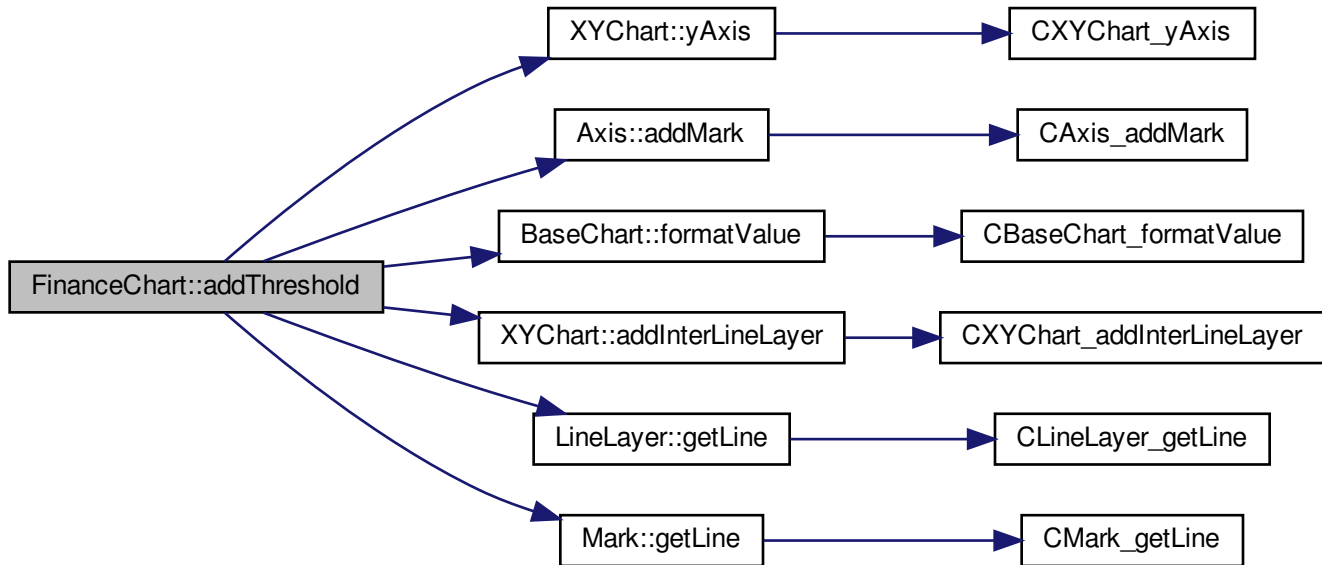 XYChart::yAxis
CXYChart_yAxis
Axis::addMark
CAxis_addMark
BaseChart::formatValue
CBaseChart_formatValue
FinanceChart::addThreshold
XYChart::addInterLineLayer
CXYChart_addInterLineLayer
LineLayer::getLine
CLineLayer_getLine
Mark::getLine
CMark_getLine